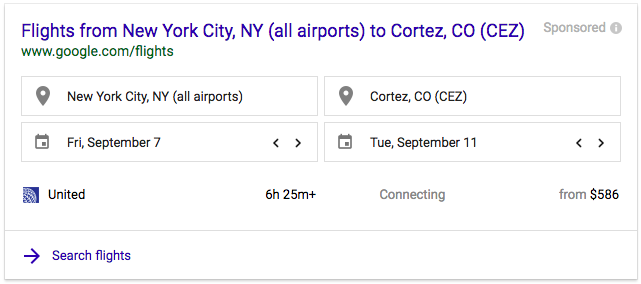 Flights from New York City, NY (all airports) to Cortez, CO (CEZ) Sponsored
www.google.com/flights
New York City, NY (all airports) Cortez, CO (CEZ)
Fri, September 7 Tue, September 11
United 6h 25m+ Connecting from $586
Search flights